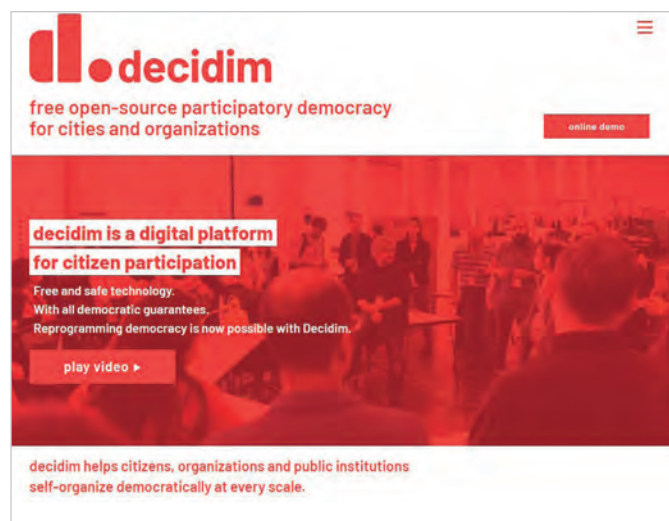 decidim
free open-source participatory democracy
for cities and organizations
online demo
decidim is a digital platform
for citizen participation
Free and safe technology.
With all democratic guarantees.
Reprogramming democracy is now possible with Decidim.
play video
decidim helps citizens, organizations and public institutions
self-organize democratically at every scale.